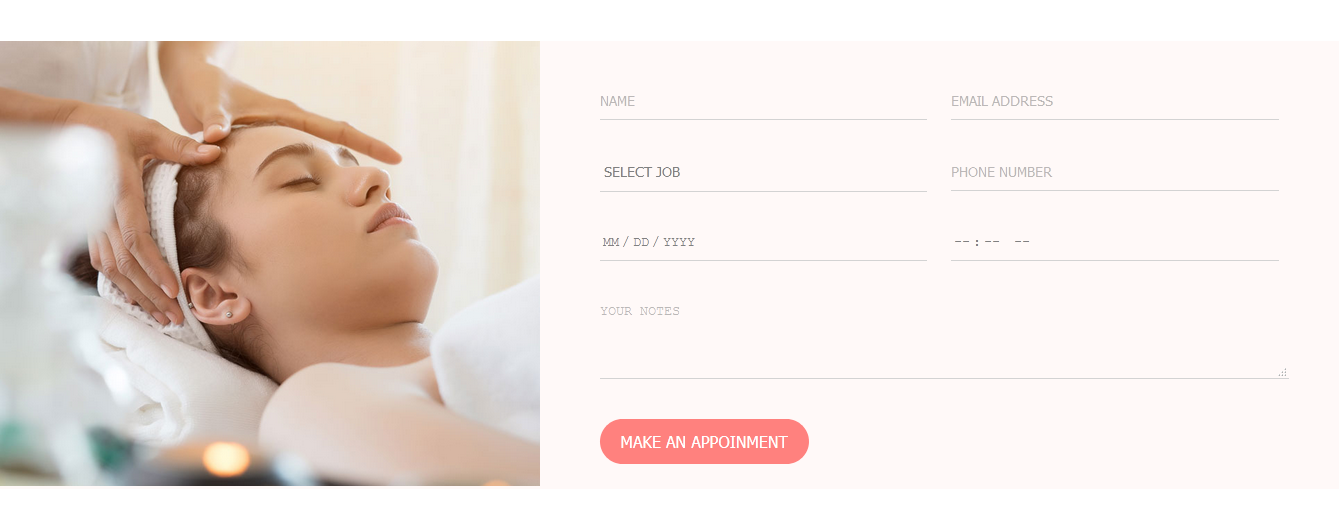 NAME
EMAIL ADDRESS
SELECT JOB
PHONE NUMBER
MM / DD / YYYY
-- : -- --
YOUR NOTES
MAKE AN APPOINMENT